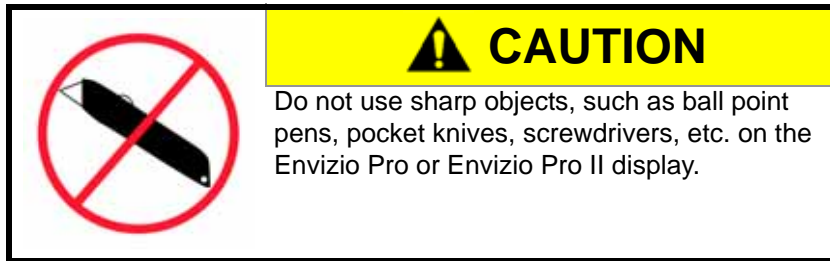 CAUTION
Do not use sharp objects, such as ball point
pens, pocket knives, screwdrivers, etc. on the
Envizio Pro or Envizio Pro II display.